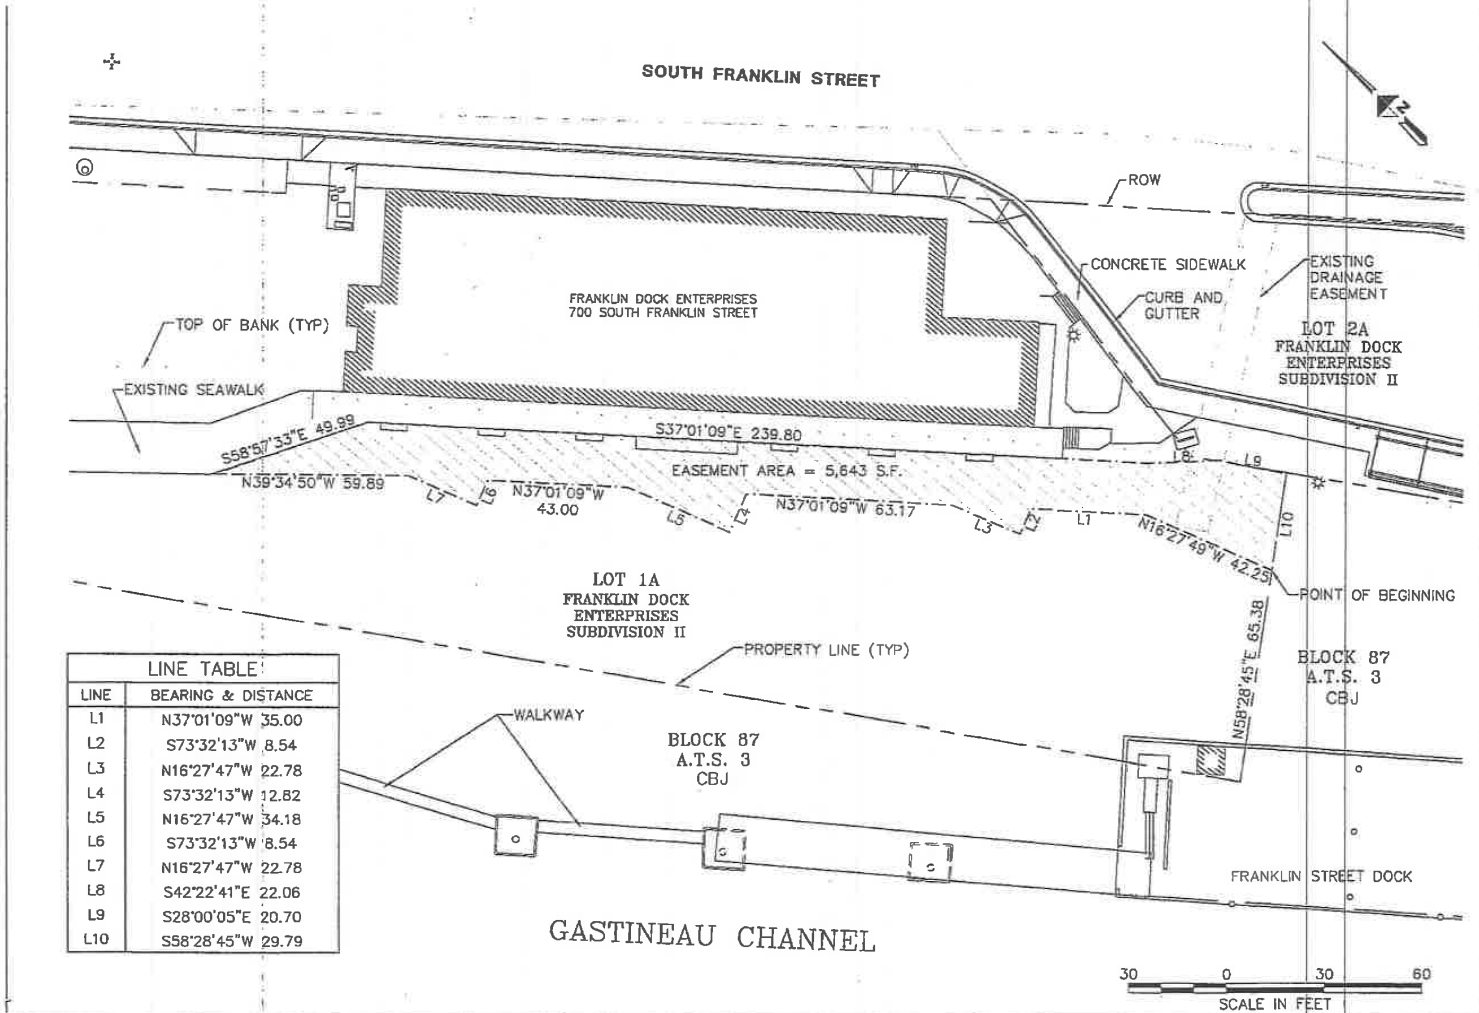 SOUTH FRANKLIN STREET
N
ROW
CONCRETE SIDEWALK
EXISTING
DRAINAGE
EASEMENT
CURB AND
GUTTER
FRANKLIN DOCK ENTERPRISES
700 SOUTH FRANKLIN STREET
TOP OF BANK (TYP)
LOT 2A
FRANKLIN DOCK
ENTERPRISES
SUBDIVISION II
EXISTING SEAWALK
S58°57'33"E 49.99
S37°01'09"E 239.80
L8
L9
EASEMENT AREA = 5,643 S.F.
N39°34'50"W 59.89
L7
L6
N37°01'09"W
43.00
L5
L4
N37°01'09"W 63.17
L3
L2
L1
N16°27'49"W 42.25
L10
POINT OF BEGINNING
LOT 1A
FRANKLIN DOCK
ENTERPRISES
SUBDIVISION II
PROPERTY LINE (TYP)
N58°28'45"E 65.38
BLOCK 87
A.T.S. 3
CBJ
LINE TABLE
LINE BEARING & DISTANCE
L1 N37°01'09"W 35.00
L2 S73°32'13"W 8.54
L3 N16°27'47"W 22.78
L4 S73°32'13"W 12.82
L5 N16°27'47"W 34.18
L6 S73°32'13"W 8.54
L7 N16°27'47"W 22.78
L8 S42°22'41"E 22.06
L9 S28°00'05"E 20.70
L10 S58°28'45"W 29.79
WALKWAY
BLOCK 87
A.T.S. 3
CBJ
FRANKLIN STREET DOCK
GASTINEAU CHANNEL
30 0 30 60
SCALE IN FEET